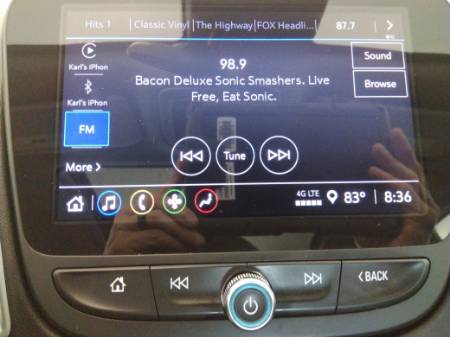 Hits 1 | Classic Vinyl | The Highway | FOX Headli... 87.7
Karl's iPhon
98.9
Sound
Bacon Deluxe Sonic Smashers. Live
Free, Eat Sonic.
Browse
Karl's iPhon
FM
Tune
More >
4G LTE 83° 8:36
<BACK